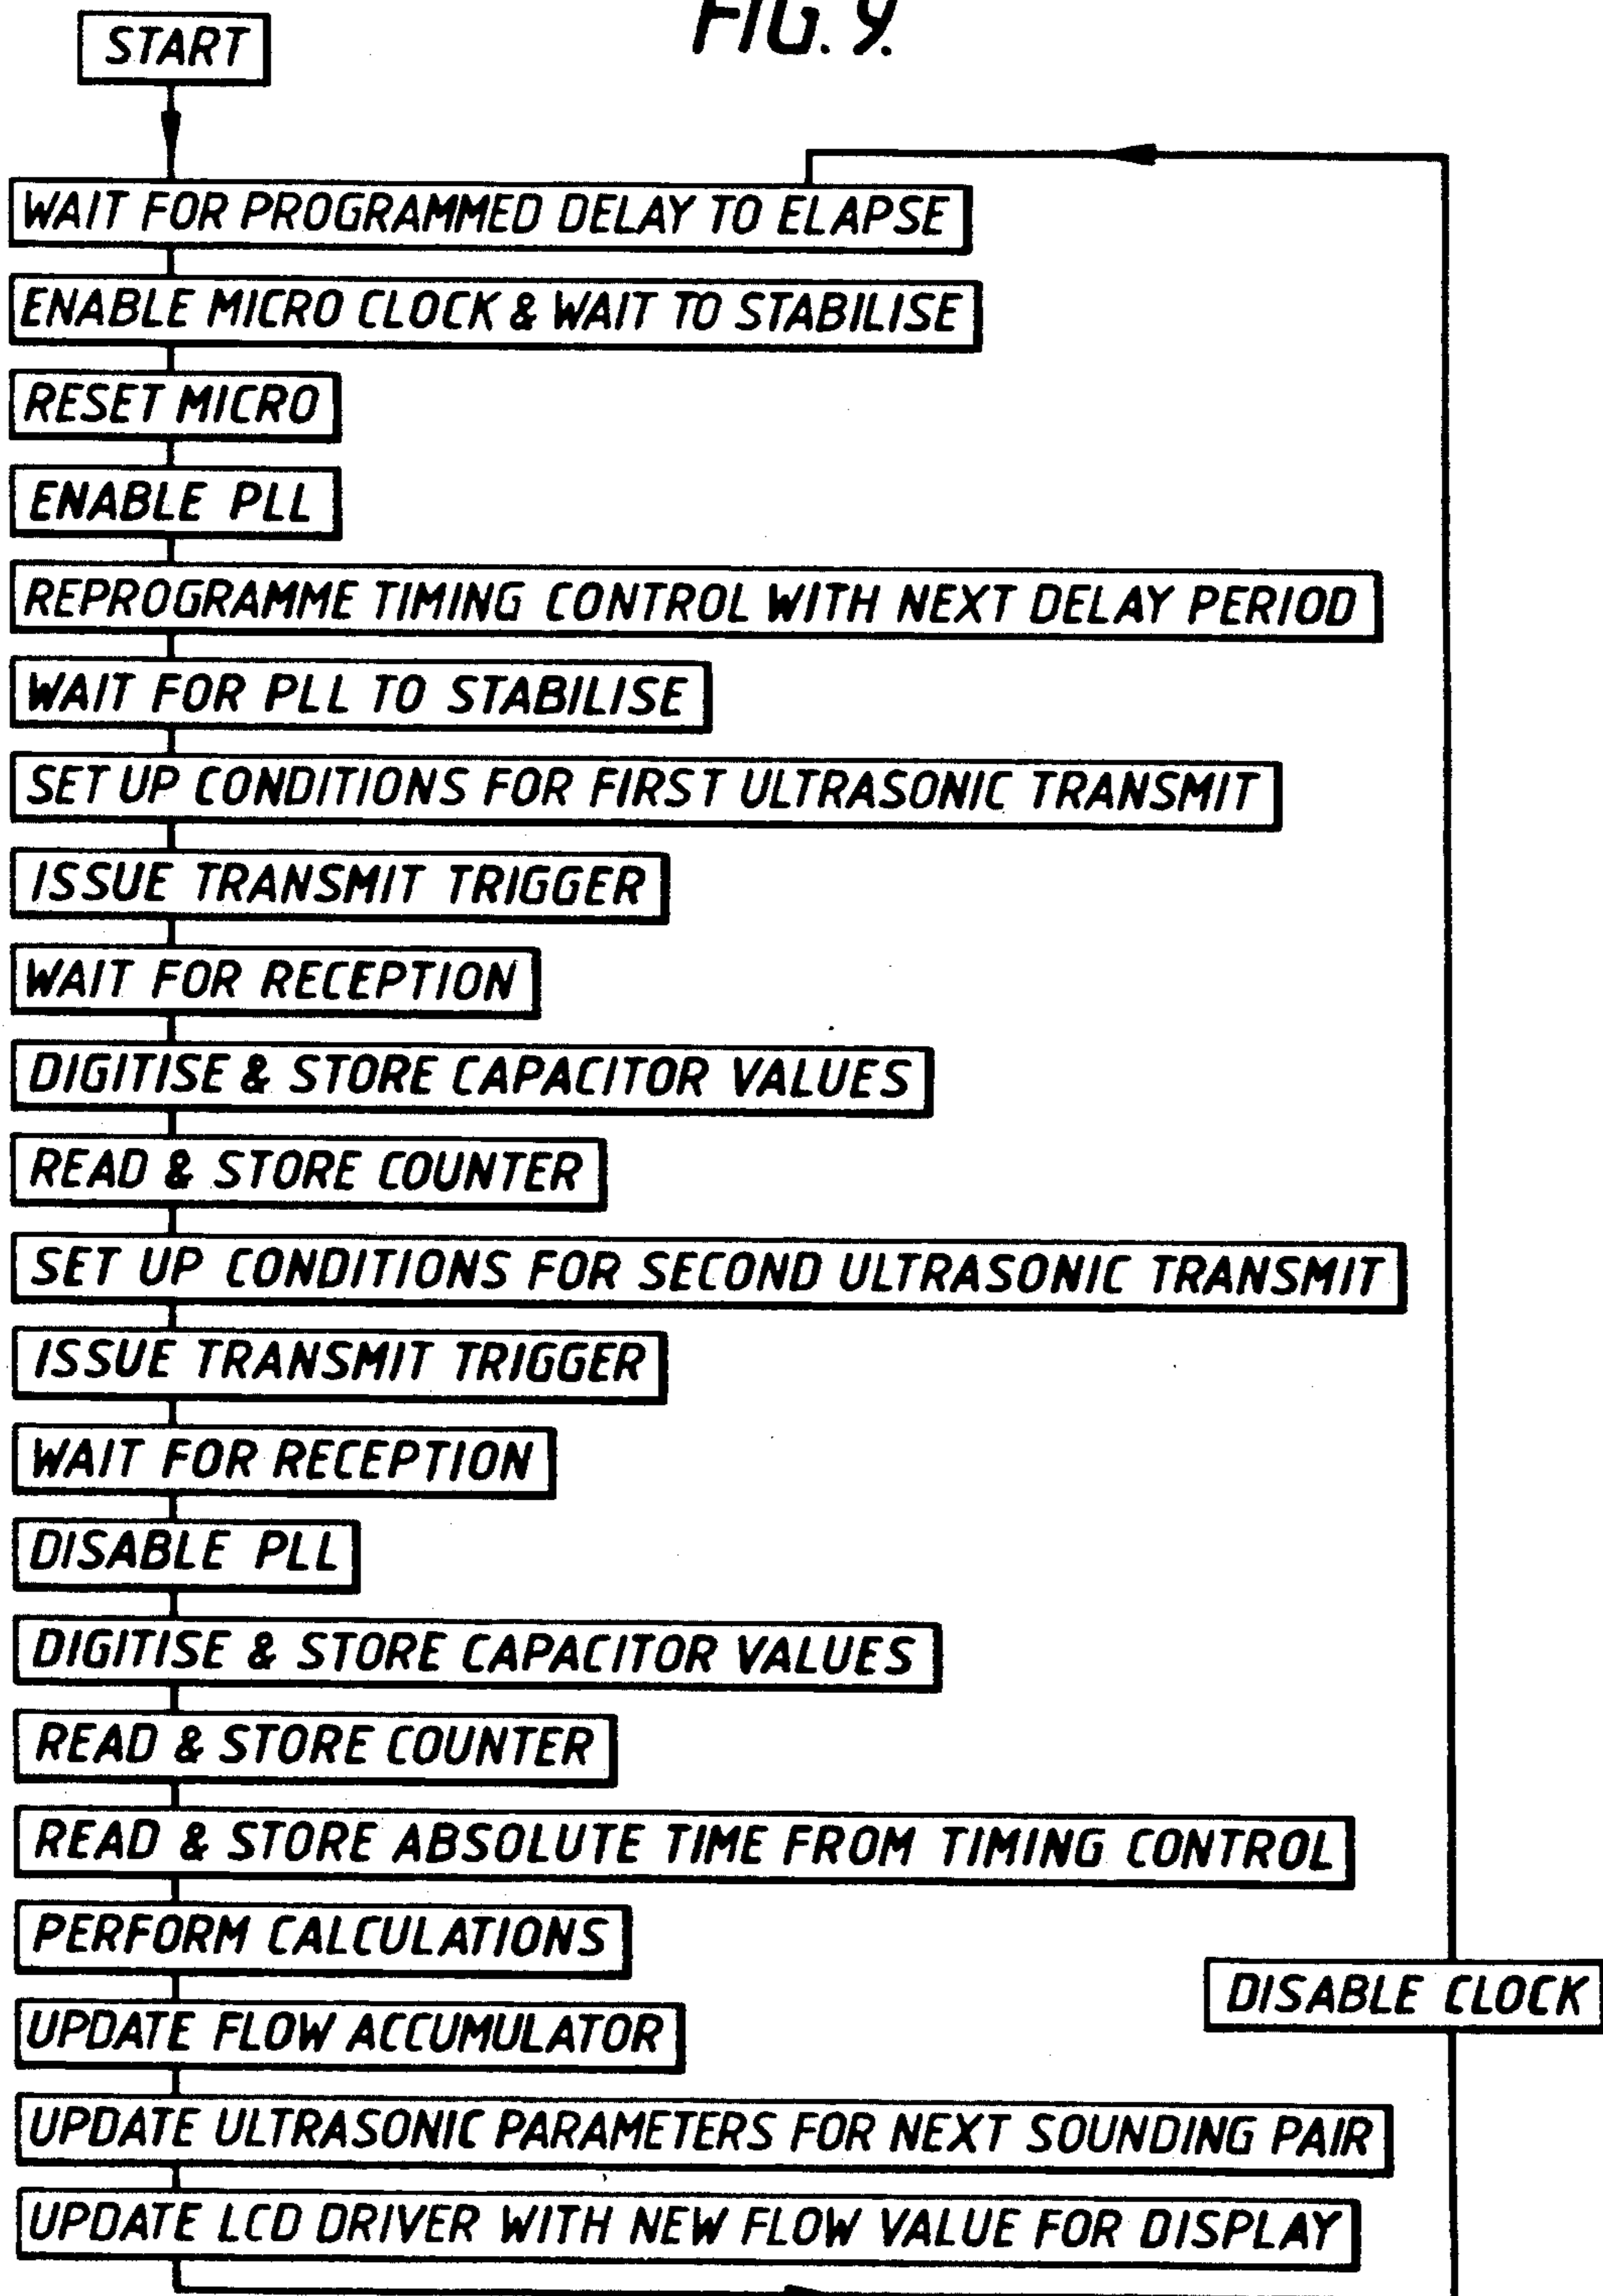 FIG. 9.
START
WAIT FOR PROGRAMMED DELAY TO ELAPSE
ENABLE MICRO CLOCK & WAIT TO STABILISE
RESET MICRO
ENABLE PLL
REPROGRAMME TIMING CONTROL WITH NEXT DELAY PERIOD
WAIT FOR PLL TO STABILISE
SET UP CONDITIONS FOR FIRST ULTRASONIC TRANSMIT
ISSUE TRANSMIT TRIGGER
WAIT FOR RECEPTION
DIGITISE & STORE CAPACITOR VALUES
READ & STORE COUNTER
SET UP CONDITIONS FOR SECOND ULTRASONIC TRANSMIT
ISSUE TRANSMIT TRIGGER
WAIT FOR RECEPTION
DISABLE PLL
DIGITISE & STORE CAPACITOR VALUES
READ & STORE COUNTER
READ & STORE ABSOLUTE TIME FROM TIMING CONTROL
PERFORM CALCULATIONS
DISABLE CLOCK
UPDATE FLOW ACCUMULATOR
UPDATE ULTRASONIC PARAMETERS FOR NEXT SOUNDING PAIR
UPDATE LCD DRIVER WITH NEW FLOW VALUE FOR DISPLAY